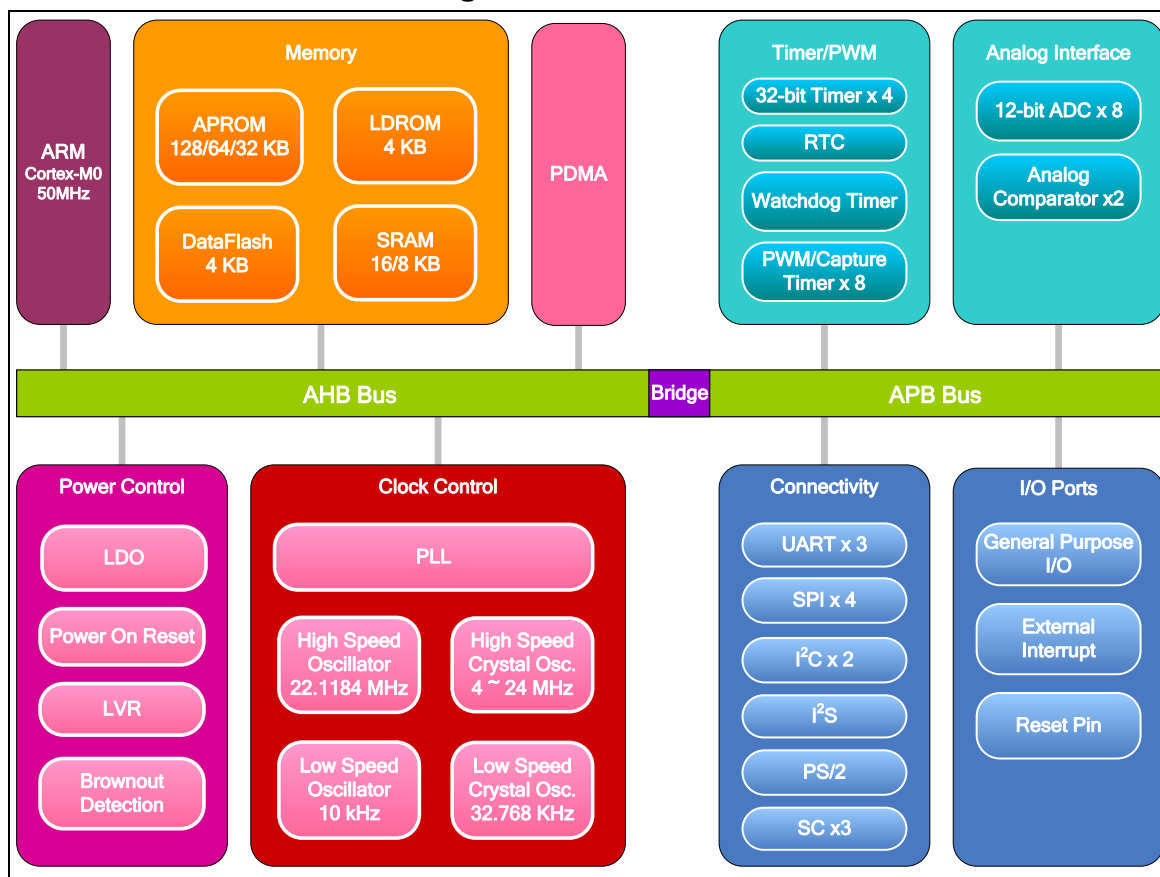 ARM
Cortex-M0
50MHz
Memory
APROM
128/64/32 KB
LDROM
4 KB
DataFlash
4 KB
SRAM
16/8 KB
PDMA
Timer/PWM
32-bit Timer x 4
RTC
Watchdog Timer
PWM/Capture
Timer x 8
Analog Interface
12-bit ADC x 8
Analog
Comparator x2
AHB Bus
Bridge
APB Bus
Power Control
LDO
Power On Reset
LVR
Brownout
Detection
Clock Control
PLL
High Speed
Oscillator
22.1184 MHz
High Speed
Crystal Osc.
4 ~ 24 MHz
Low Speed
Oscillator
10 kHz
Low Speed
Crystal Osc.
32.768 KHz
Connectivity
UART x 3
SPI x 4
I²C x 2
I²S
PS/2
SC x3
I/O Ports
General Purpose
I/O
External
Interrupt
Reset Pin